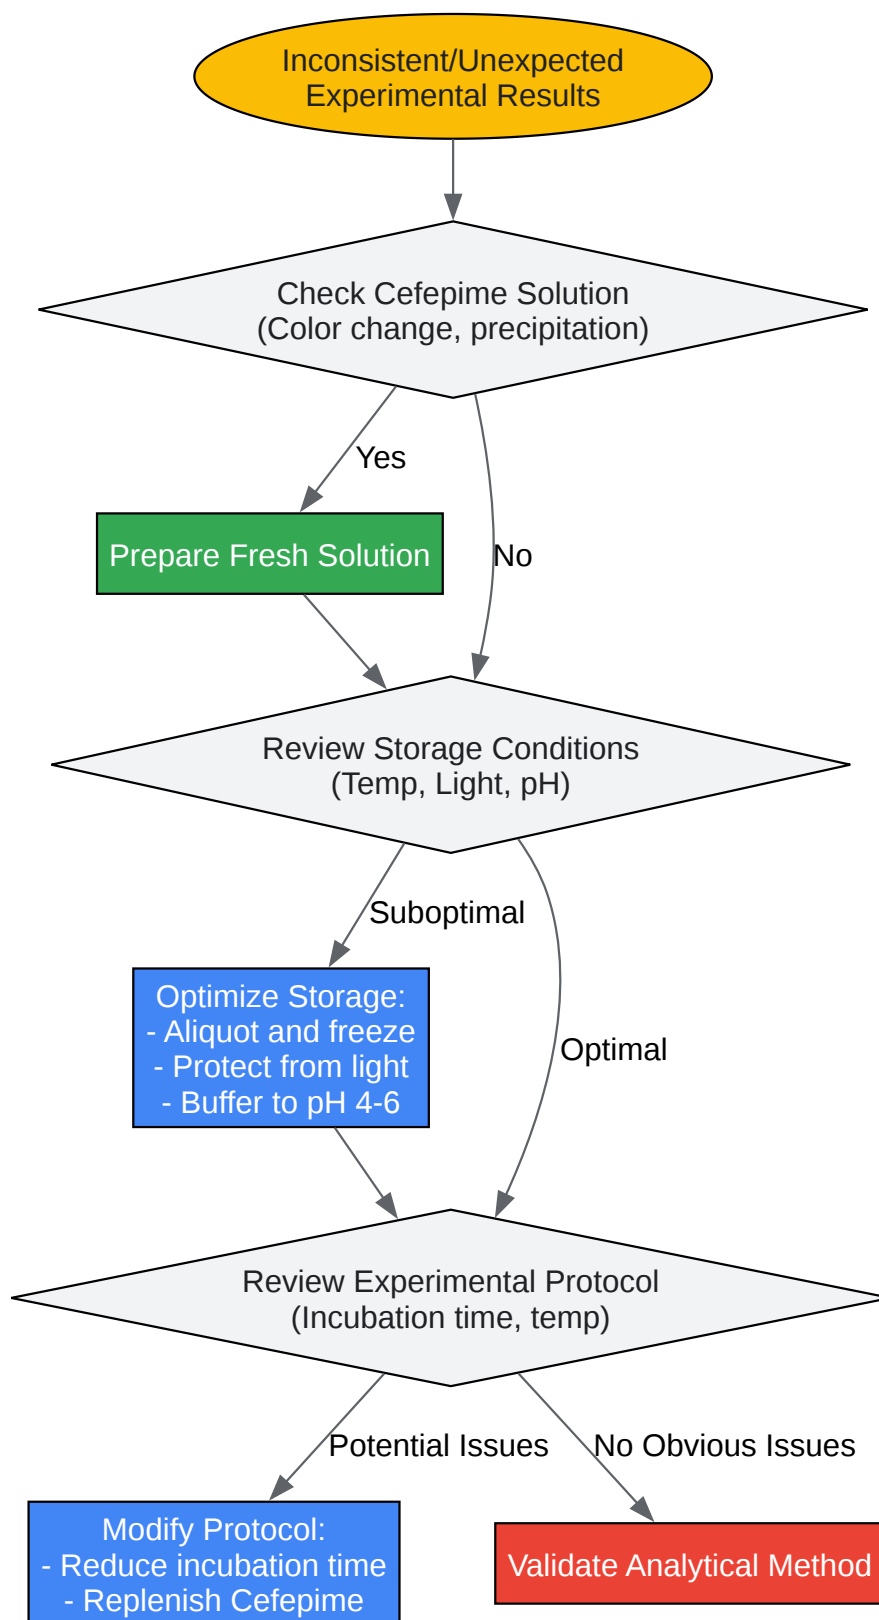 Inconsistent/Unexpected
Experimental Results
Check Cefepime Solution
(Color change, precipitation)
Yes
Prepare Fresh Solution
No
Review Storage Conditions
(Temp, Light, pH)
Suboptimal
Optimize Storage:
- Aliquot and freeze
- Protect from light
- Buffer to pH 4-6
Optimal
Review Experimental Protocol
(Incubation time, temp)
Potential Issues
No Obvious Issues
Modify Protocol:
- Reduce incubation time
- Replenish Cefepime
Validate Analytical Method